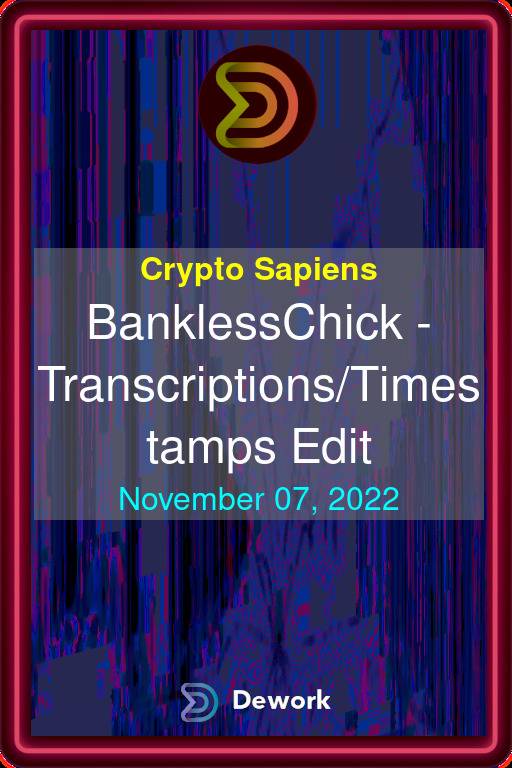 Crypto Sapiens
BanklessChick -
Transcriptions/Times
tamps Edit
November 07, 2022
Dework